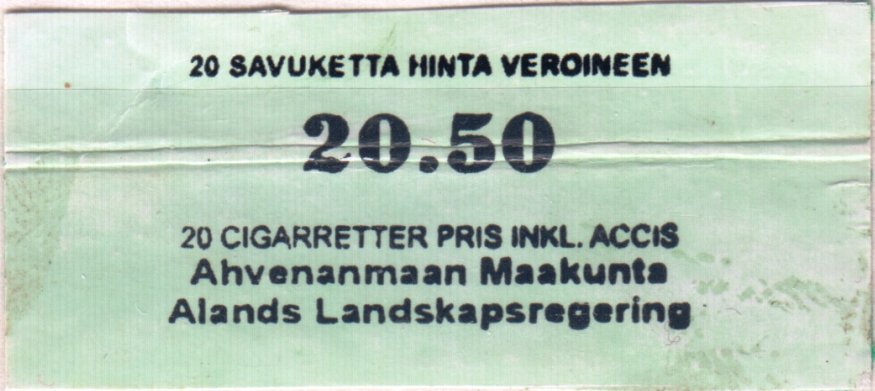 20 SAVUKETTA HINTA VEROINEEN
20.50
20 CIGARRETTER PRIS INKL. ACCIS
Ahvenanmaan Maakunta
Alands Landskapsregering